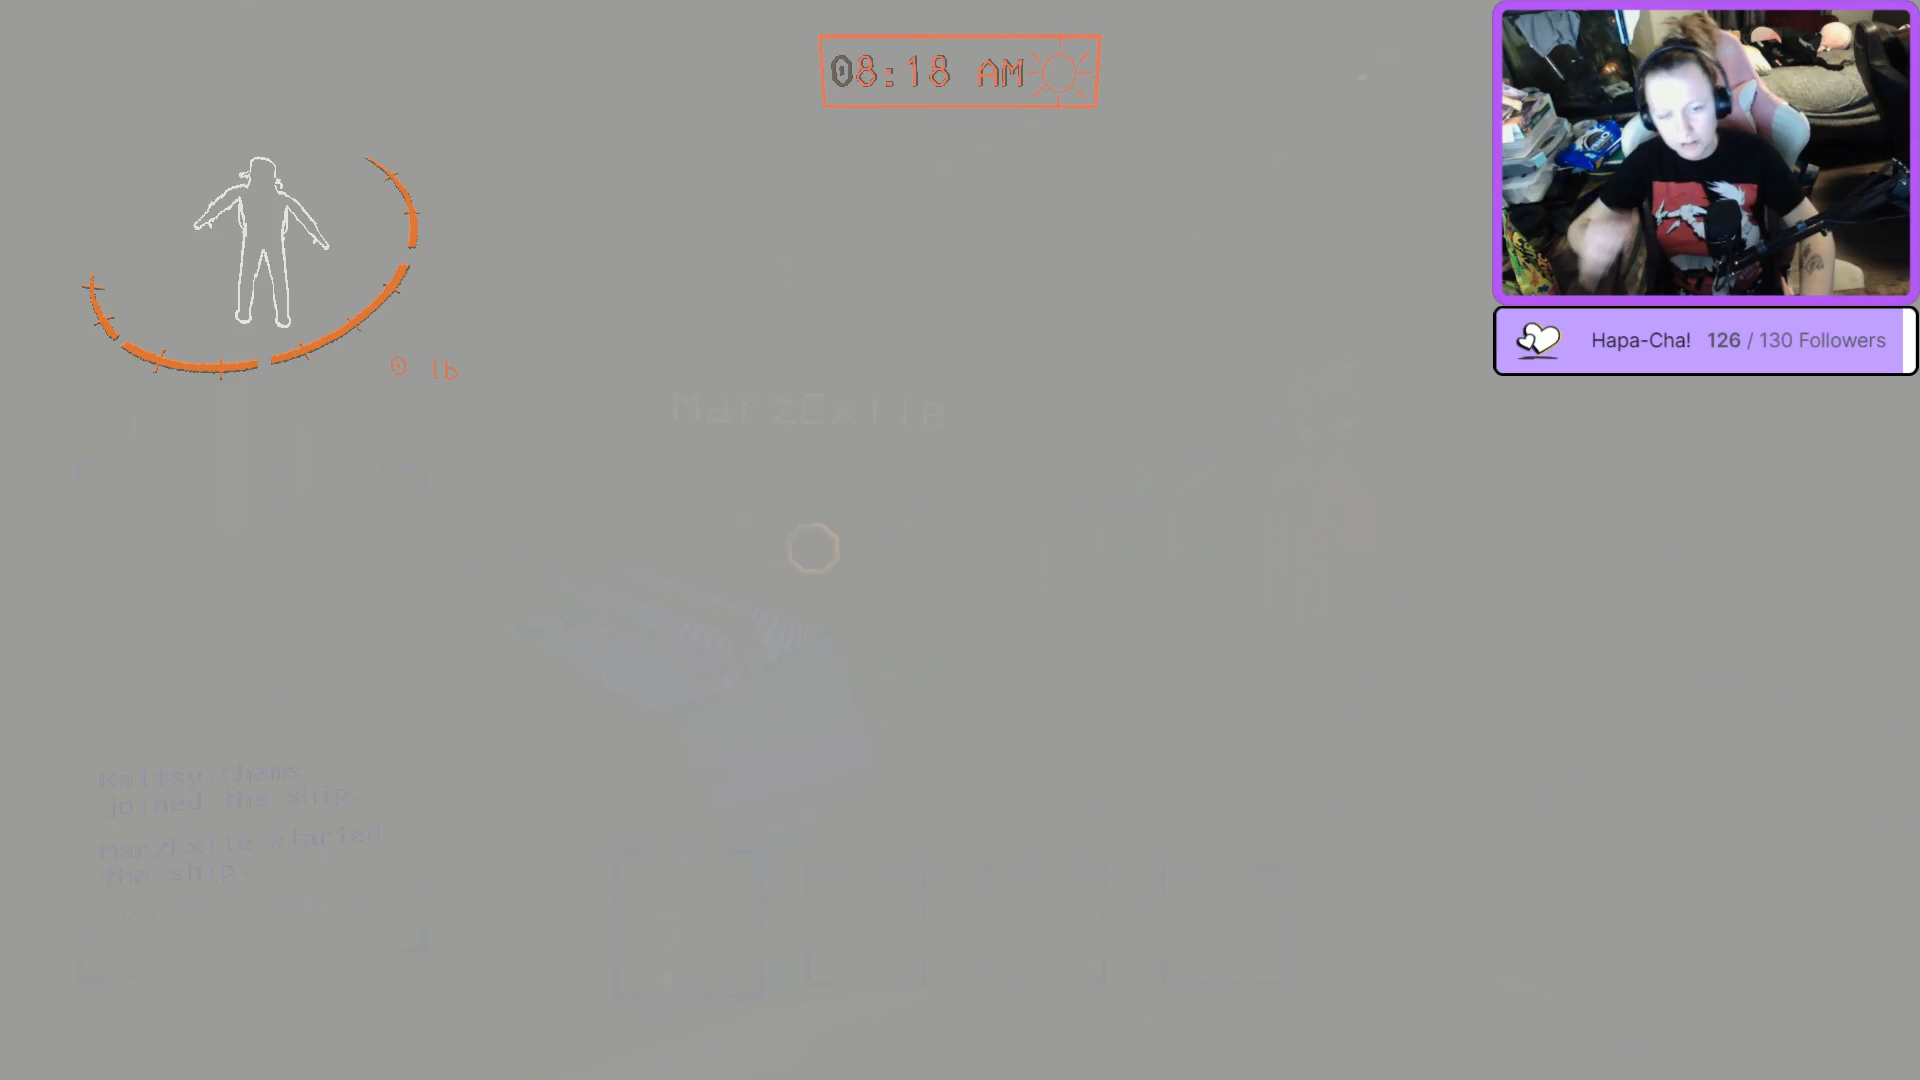 08:18 AM
Hapa-Cha! 126 / 130 Followers
0 lb
MarzExile
joined the ship.
MarzExile started
the ship.